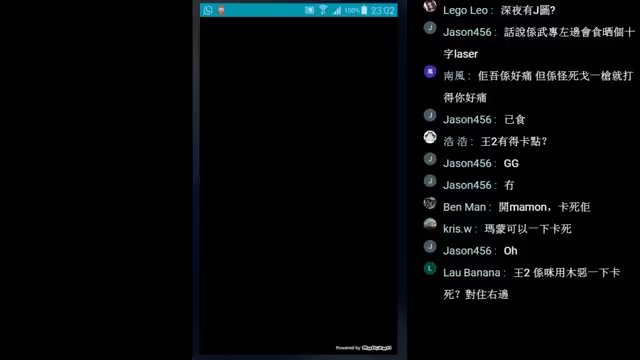 100% 23:02
Lego Leo : 深夜有J圖?
Jason456 : 話說係武專左邊會食晒個十
字laser
南風 : 佢吾係好痛 但係怪死戈一槍就打
得你好痛
Jason456 : 已食
浩 浩 : 王2有得卡點?
Jason456 : GG
Jason456 : 冇
Ben Man : 開mamon，卡死佢
kris.w : 瑪蒙可以一下卡死
Jason456 : Oh
Lau Banana : 王2 係咪用木惡一下卡
死? 對住右邊
Powered by